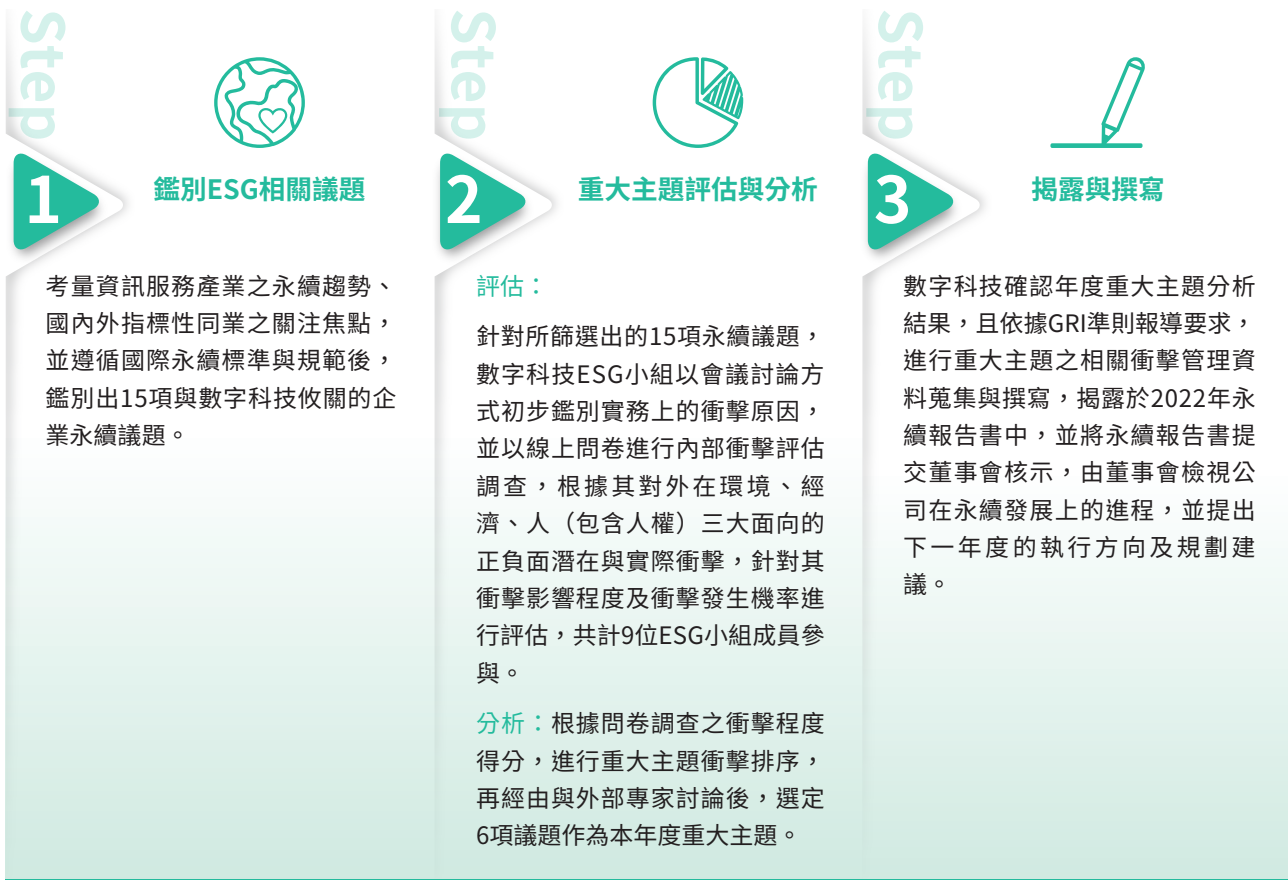 Step
1
鑑別ESG相關議題
考量資訊服務產業之永續趨勢、
國內外指標性同業之關注焦點，
並遵循國際永續標準與規範後，
鑑別出15項與數字科技攸關的企
業永續議題。
Step
2
重大主題評估與分析
評估：
針對所篩選出的15項永續議題，
數字科技ESG小組以會議討論方
式初步鑑別實務上的衝擊原因，
並以線上問卷進行內部衝擊評估
調查，根據其對外在環境、經
濟、人（包含人權）三大面向的
正負面潛在與實際衝擊，針對其
衝擊影響程度及衝擊發生機率進
行評估，共計9位ESG小組成員參
與。
分析：根據問卷調查之衝擊程度
得分，進行重大主題衝擊排序，
再經由與外部專家討論後，選定
6項議題作為本年度重大主題。
Step
3
揭露與撰寫
數字科技確認年度重大主題分析
結果，且依據GRI準則報導要求，
進行重大主題之相關衝擊管理資
料蒐集與撰寫，揭露於2022年永
續報告書中，並將永續報告書提
交董事會核示，由董事會檢視公
司在永續發展上的進程，並提出
下一年度的執行方向及規劃建
議。